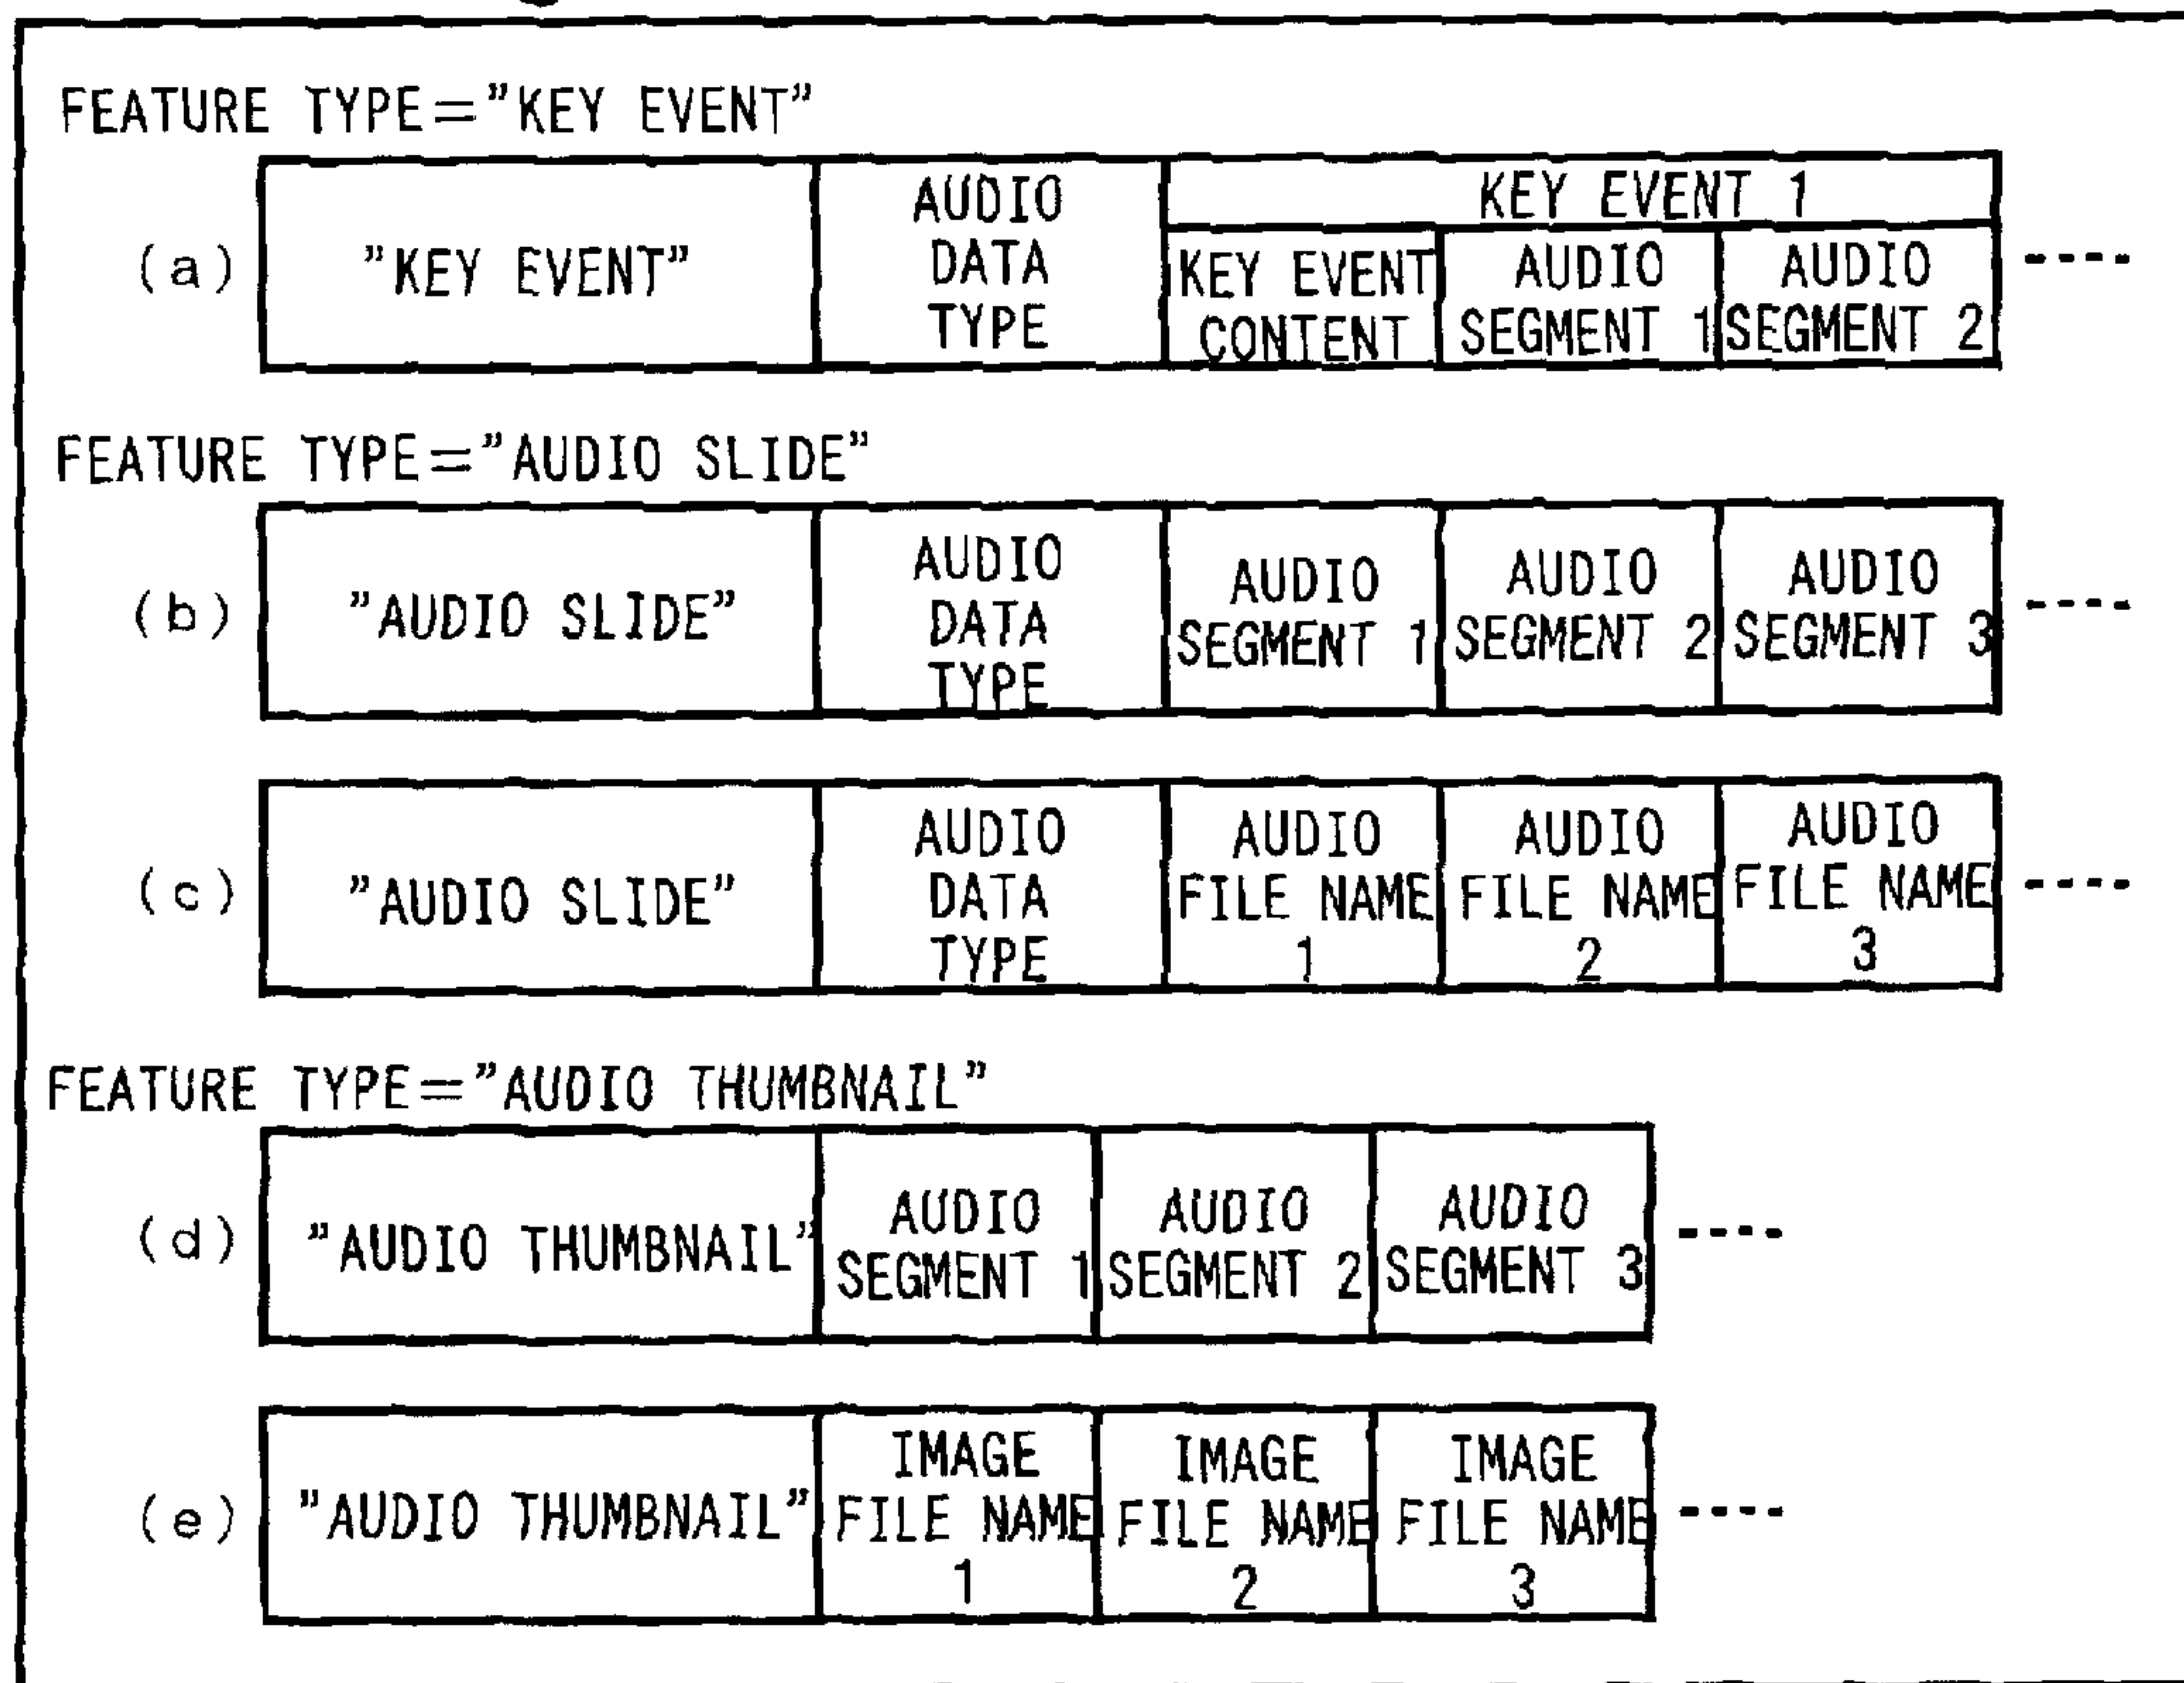 FEATURE TYPE="KEY EVENT"
(a)
"KEY EVENT"
AUDIO
DATA
TYPE
KEY EVENT 1
KEY EVENT
CONTENT
AUDIO
SEGMENT 1
AUDIO
SEGMENT 2
----
FEATURE TYPE="AUDIO SLIDE"
(b)
"AUDIO SLIDE"
AUDIO
DATA
TYPE
AUDIO
SEGMENT 1
AUDIO
SEGMENT 2
AUDIO
SEGMENT 3
----
(c)
"AUDIO SLIDE"
AUDIO
DATA
TYPE
AUDIO
FILE NAME
1
AUDIO
FILE NAME
2
AUDIO
FILE NAME
3
----
FEATURE TYPE="AUDIO THUMBNAIL"
(d)
"AUDIO THUMBNAIL"
AUDIO
SEGMENT 1
AUDIO
SEGMENT 2
AUDIO
SEGMENT 3
----
(e)
"AUDIO THUMBNAIL"
IMAGE
FILE NAME
1
IMAGE
FILE NAME
2
IMAGE
FILE NAME
3
----